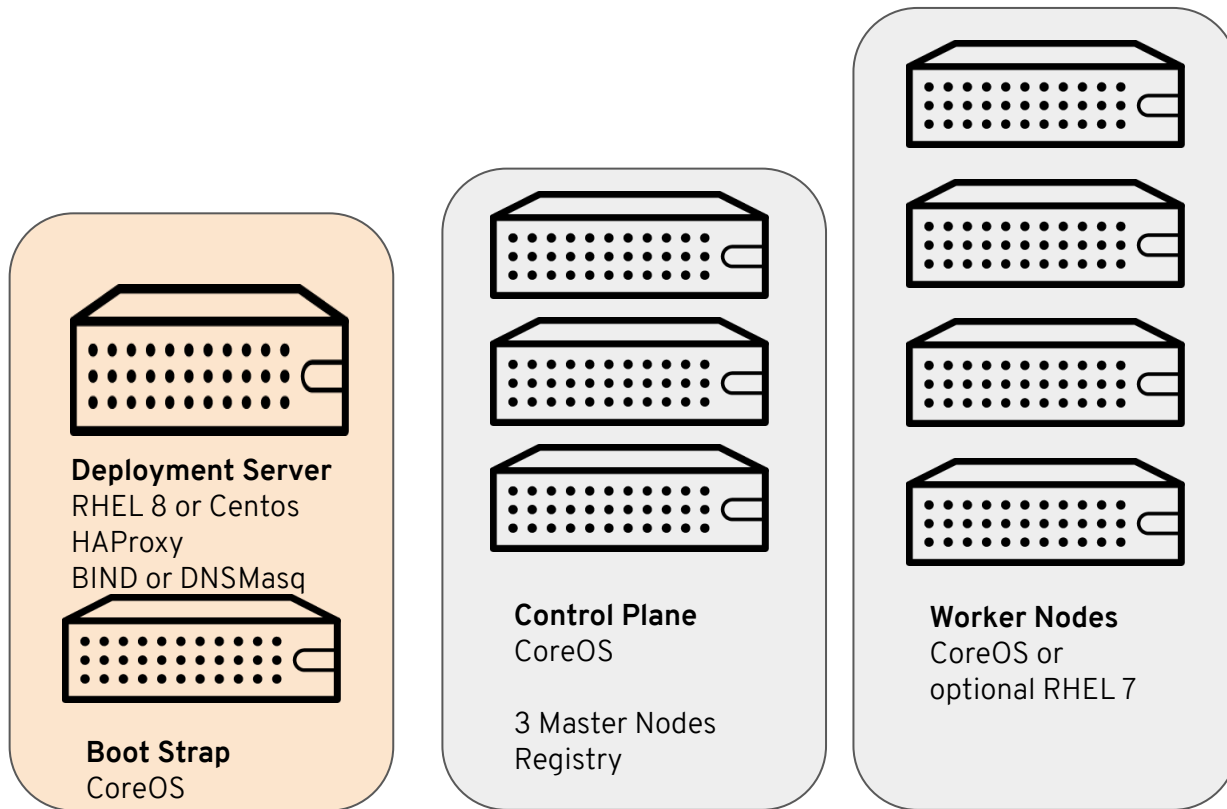 Deployment Server
RHEL 8 or Centos
HAProxy
BIND or DNSMasq
Boot Strap
CoreOS
Control Plane
CoreOS
3 Master Nodes
Registry
Worker Nodes
CoreOS or
optional RHEL 7